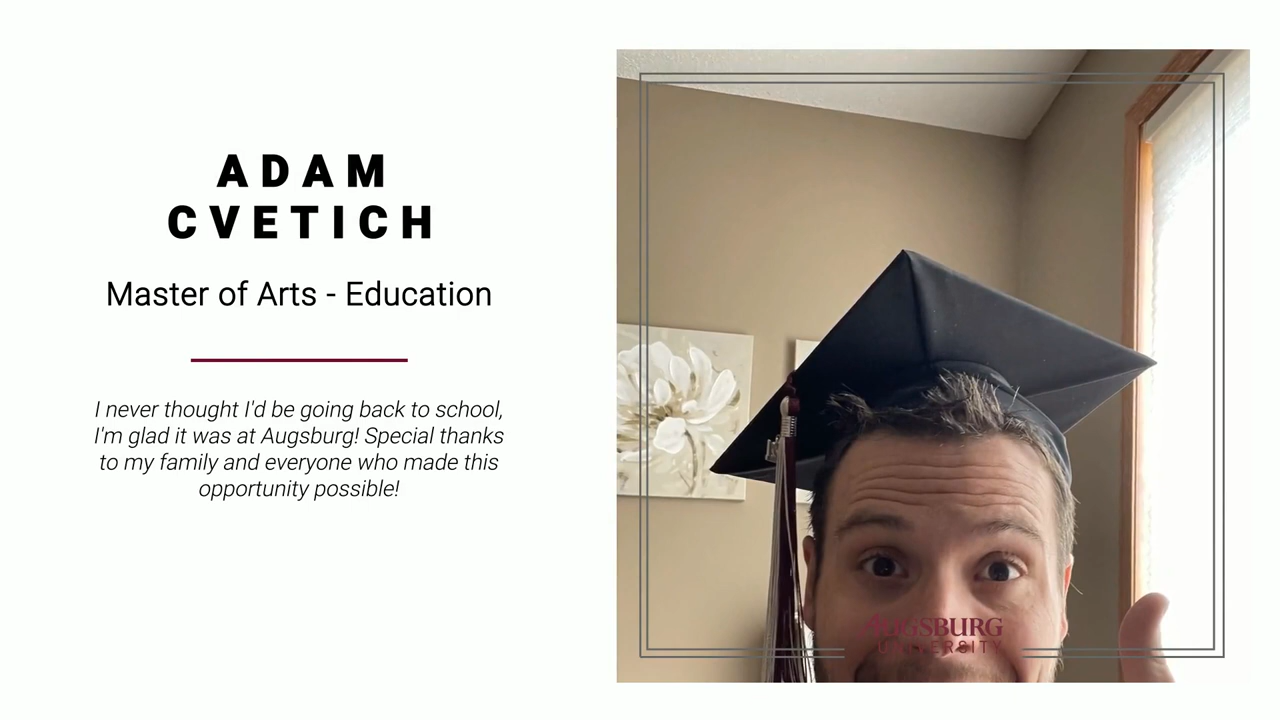 ADAM
CVETICH
Master of Arts - Education
I never thought I'd be going back to school,
I'm glad it was at Augsburg! Special thanks
to my family and everyone who made this
opportunity possible!
AUGSBURG
UNIVERSITY